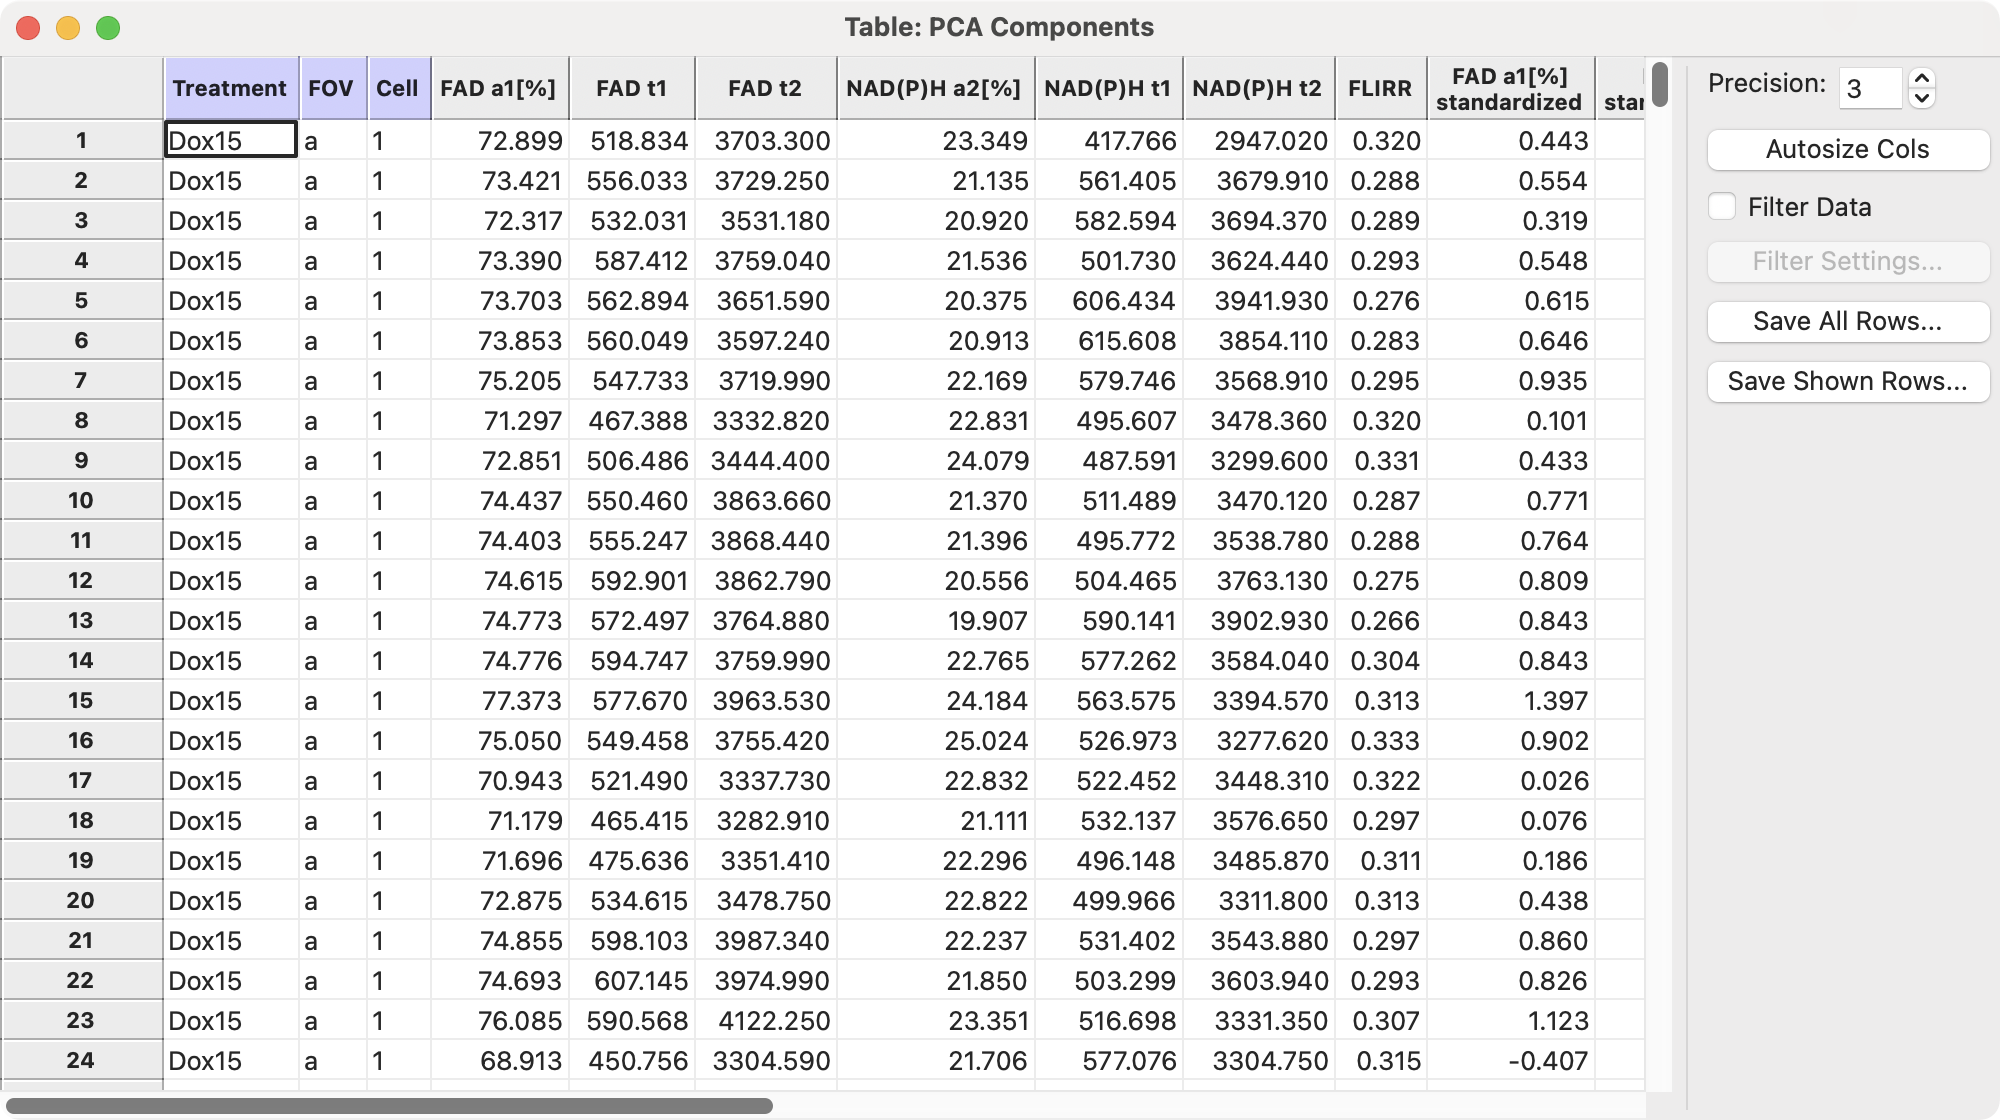 Table: PCA Components
Treatment FOV Cell FAD a1[%] FAD t1 FAD t2 NAD(P)H a2[%] NAD(P)H t1 NAD(P)H t2 FLIRR FAD a1[%] standardized
1 Dox15 a 1 72.899 518.834 3703.300 23.349 417.766 2947.020 0.320 0.443
2 Dox15 a 1 73.421 556.033 3729.250 21.135 561.405 3679.910 0.288 0.554
3 Dox15 a 1 72.317 532.031 3531.180 20.920 582.594 3694.370 0.289 0.319
4 Dox15 a 1 73.390 587.412 3759.040 21.536 501.730 3624.440 0.293 0.548
5 Dox15 a 1 73.703 562.894 3651.590 20.375 606.434 3941.930 0.276 0.615
6 Dox15 a 1 73.853 560.049 3597.240 20.913 615.608 3854.110 0.283 0.646
7 Dox15 a 1 75.205 547.733 3719.990 22.169 579.746 3568.910 0.295 0.935
8 Dox15 a 1 71.297 467.388 3332.820 22.831 495.607 3478.360 0.320 0.101
9 Dox15 a 1 72.851 506.486 3444.400 24.079 487.591 3299.600 0.331 0.433
10 Dox15 a 1 74.437 550.460 3863.660 21.370 511.489 3470.120 0.287 0.771
11 Dox15 a 1 74.403 555.247 3868.440 21.396 495.772 3538.780 0.288 0.764
12 Dox15 a 1 74.615 592.901 3862.790 20.556 504.465 3763.130 0.275 0.809
13 Dox15 a 1 74.773 572.497 3764.880 19.907 590.141 3902.930 0.266 0.843
14 Dox15 a 1 74.776 594.747 3759.990 22.765 577.262 3584.040 0.304 0.843
15 Dox15 a 1 77.373 577.670 3963.530 24.184 563.575 3394.570 0.313 1.397
16 Dox15 a 1 75.050 549.458 3755.420 25.024 526.973 3277.620 0.333 0.902
17 Dox15 a 1 70.943 521.490 3337.730 22.832 522.452 3448.310 0.322 0.026
18 Dox15 a 1 71.179 465.415 3282.910 21.111 532.137 3576.650 0.297 0.076
19 Dox15 a 1 71.696 475.636 3351.410 22.296 496.148 3485.870 0.311 0.186
20 Dox15 a 1 72.875 534.615 3478.750 22.822 499.966 3311.800 0.313 0.438
21 Dox15 a 1 74.855 598.103 3987.340 22.237 531.402 3543.880 0.297 0.860
22 Dox15 a 1 74.693 607.145 3974.990 21.850 503.299 3603.940 0.293 0.826
23 Dox15 a 1 76.085 590.568 4122.250 23.351 516.698 3331.350 0.307 1.123
24 Dox15 a 1 68.913 450.756 3304.590 21.706 577.076 3304.750 0.315 -0.407
Precision: 3
Autosize Cols
Filter Data
Filter Settings...
Save All Rows...
Save Shown Rows...